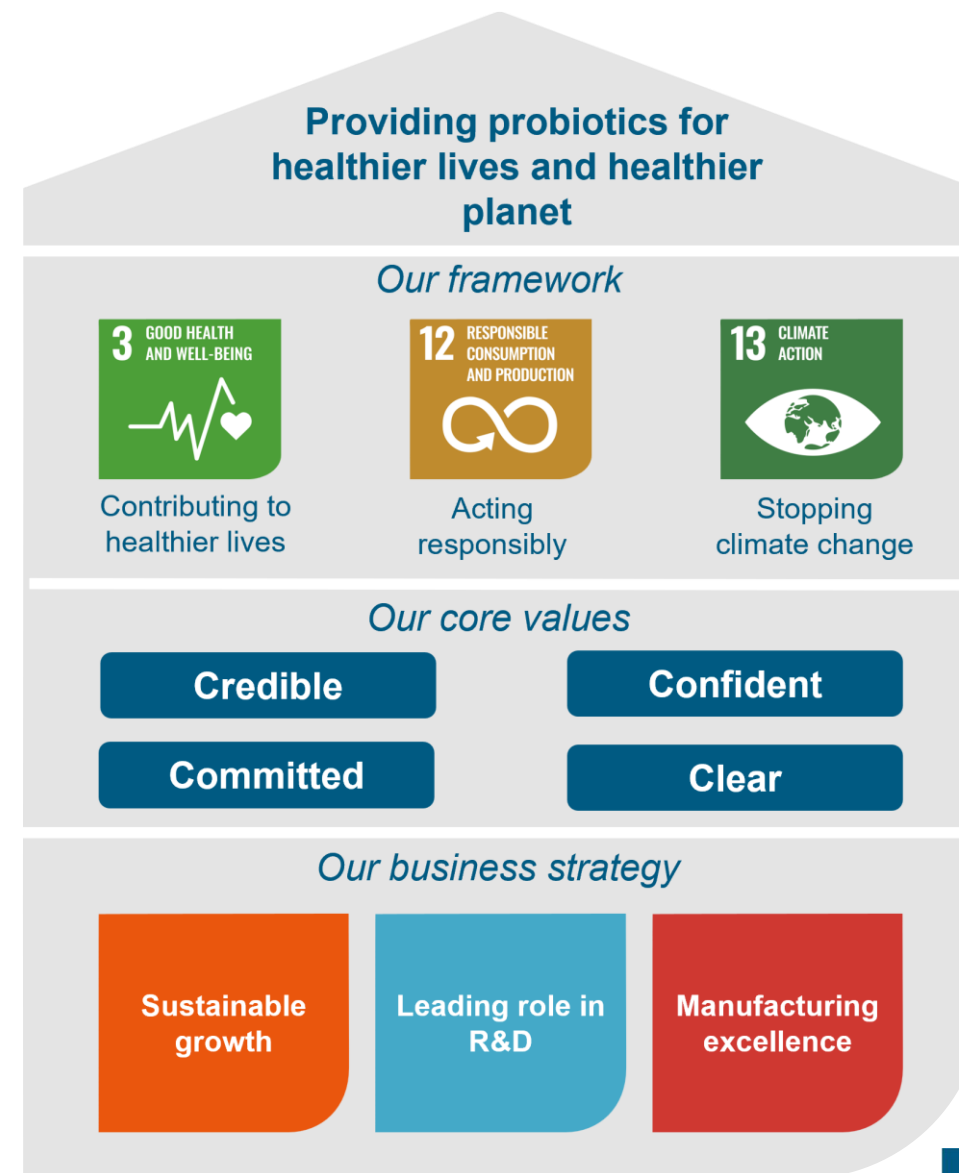 Providing probiotics for
healthier lives and healthier
planet
Our framework
3 GOOD HEALTH
AND WELL-BEING
12 RESPONSIBLE
CONSUMPTION
AND PRODUCTION
13 CLIMATE
ACTION
Contributing to
healthier lives
Acting
responsibly
Stopping
climate change
Our core values
Credible
Confident
Committed
Clear
Our business strategy
Sustainable
growth
Leading role in
R&D
Manufacturing
excellence